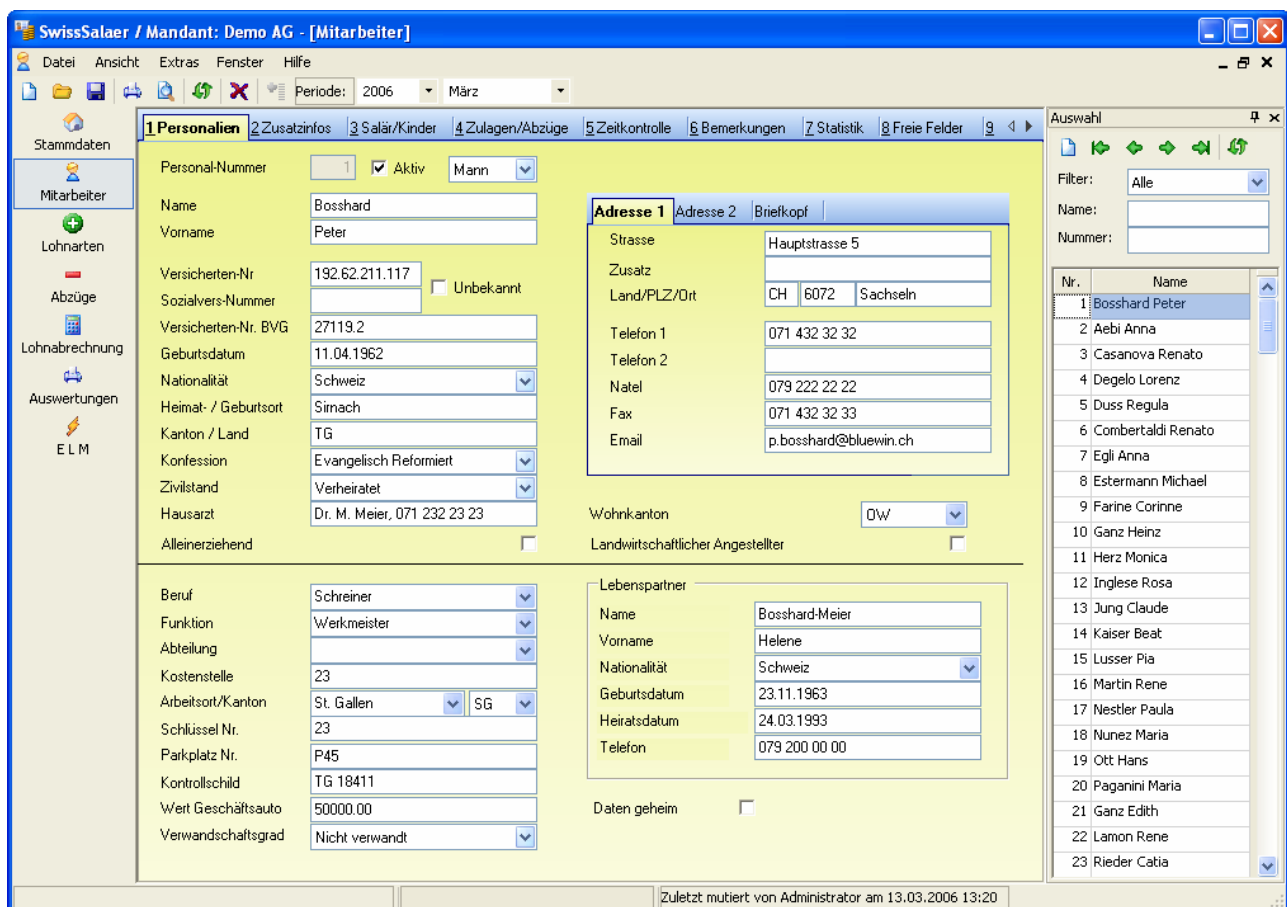 SwissSalaer / Mandant: Demo AG - [Mitarbeiter]
Datei Ansicht Extras Fenster Hilfe
Periode: 2006 März
Stammdaten
Mitarbeiter
Lohnarten
Abzüge
Lohnabrechnung
Auswertungen
E L M
1 Personalien 2 Zusatzinfos 3 Salär/Kinder 4 Zulagen/Abzüge 5 Zeitkontrolle 6 Bemerkungen 7 Statistik 8 Freie Felder 9
Personal-Nummer 1 Aktiv Mann
Name Bosshard
Vorname Peter
Versicherten-Nr 192.62.211.117
Unbekannt
Sozialvers-Nummer
Versicherten-Nr. BVG 27119.2
Geburtsdatum 11.04.1962
Nationalität Schweiz
Heimat- / Geburtsort Sirnach
Kanton / Land TG
Konfession Evangelisch Reformiert
Zivilstand Verheiratet
Hausarzt Dr. M. Meier, 071 232 23 23
Alleinerziehend
Adresse 1 Adresse 2 Briefkopf
Strasse Hauptstrasse 5
Zusatz
Land/PLZ/Ort CH 6072 Sachseln
Telefon 1 071 432 32 32
Telefon 2
Natel 079 222 22 22
Fax 071 432 32 33
Email p.bosshard@bluewin.ch
Wohnkanton OW
Landwirtschaftlicher Angestellter
Beruf Schreiner
Funktion Werkmeister
Abteilung
Kostenstelle 23
Arbeitsort/Kanton St. Gallen SG
Schlüssel Nr. 23
Parkplatz Nr. P45
Kontrollschild TG 18411
Wert Geschäftsauto 50000.00
Verwandschaftsgrad Nicht verwandt
Lebenspartner
Name Bosshard-Meier
Vorname Helene
Nationalität Schweiz
Geburtsdatum 23.11.1963
Heiratsdatum 24.03.1993
Telefon 079 200 00 00
Daten geheim
Auswahl
Filter: Alle
Name:
Nummer:
Nr. Name
1 Bosshard Peter
2 Aebi Anna
3 Casanova Renato
4 Degelo Lorenz
5 Duss Regula
6 Combertaldi Renato
7 Egli Anna
8 Estermann Michael
9 Farine Corinne
10 Ganz Heinz
11 Herz Monica
12 Inglese Rosa
13 Jung Claude
14 Kaiser Beat
15 Lusser Pia
16 Martin Rene
17 Nestler Paula
18 Nunez Maria
19 Ott Hans
20 Paganini Maria
21 Ganz Edith
22 Lamon Rene
23 Rieder Catia
Zuletzt mutiert von Administrator am 13.03.2006 13:20